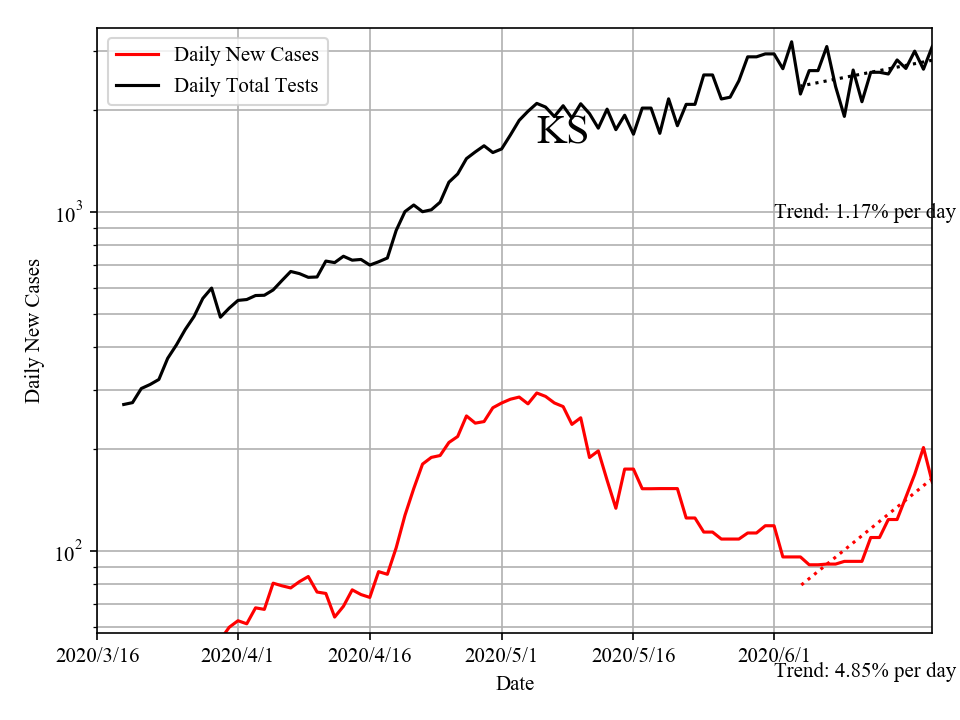 Daily New Cases
Daily Total Tests
KS
10³
Trend: 1.17% per day
Daily New Cases
10²
2020/3/16
2020/4/1
2020/4/16
2020/5/1
2020/5/16
2020/6/1
Trend: 4.85% per day
Date